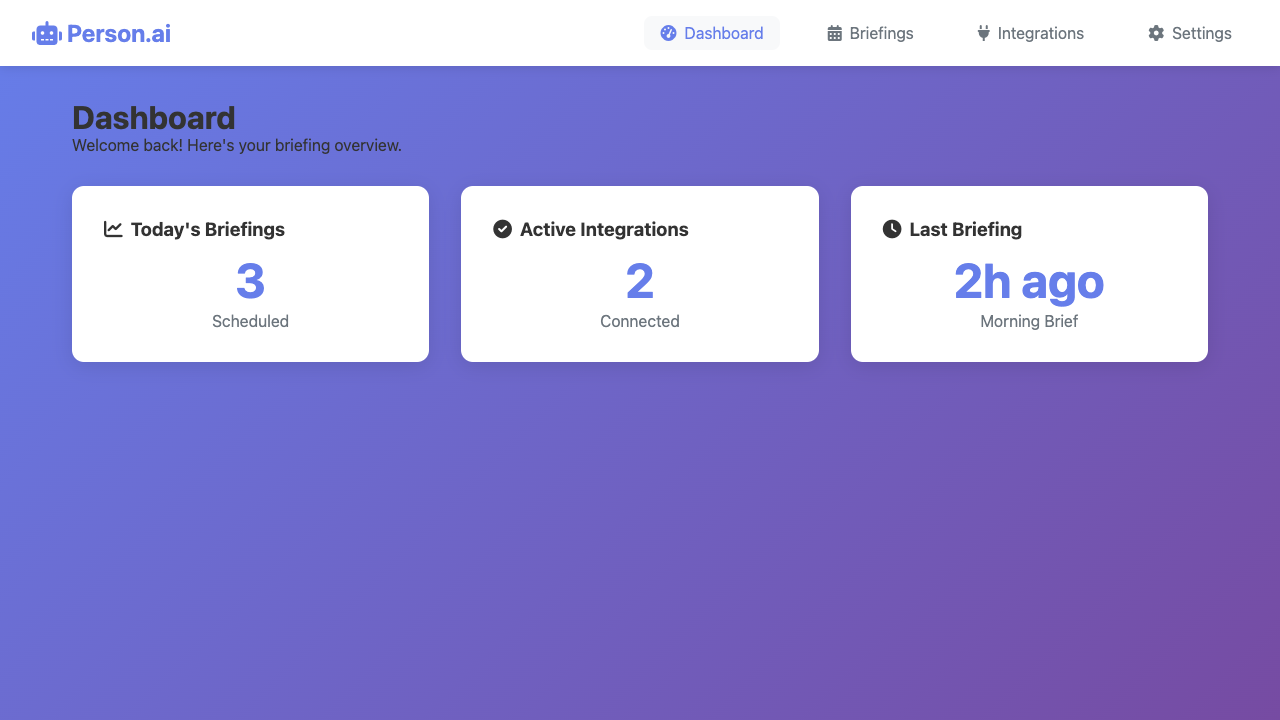 Person.ai
Dashboard
Briefings
Integrations
Settings
Dashboard
Welcome back! Here's your briefing overview.
Today's Briefings
3
Scheduled
Active Integrations
2
Connected
Last Briefing
2h ago
Morning Brief